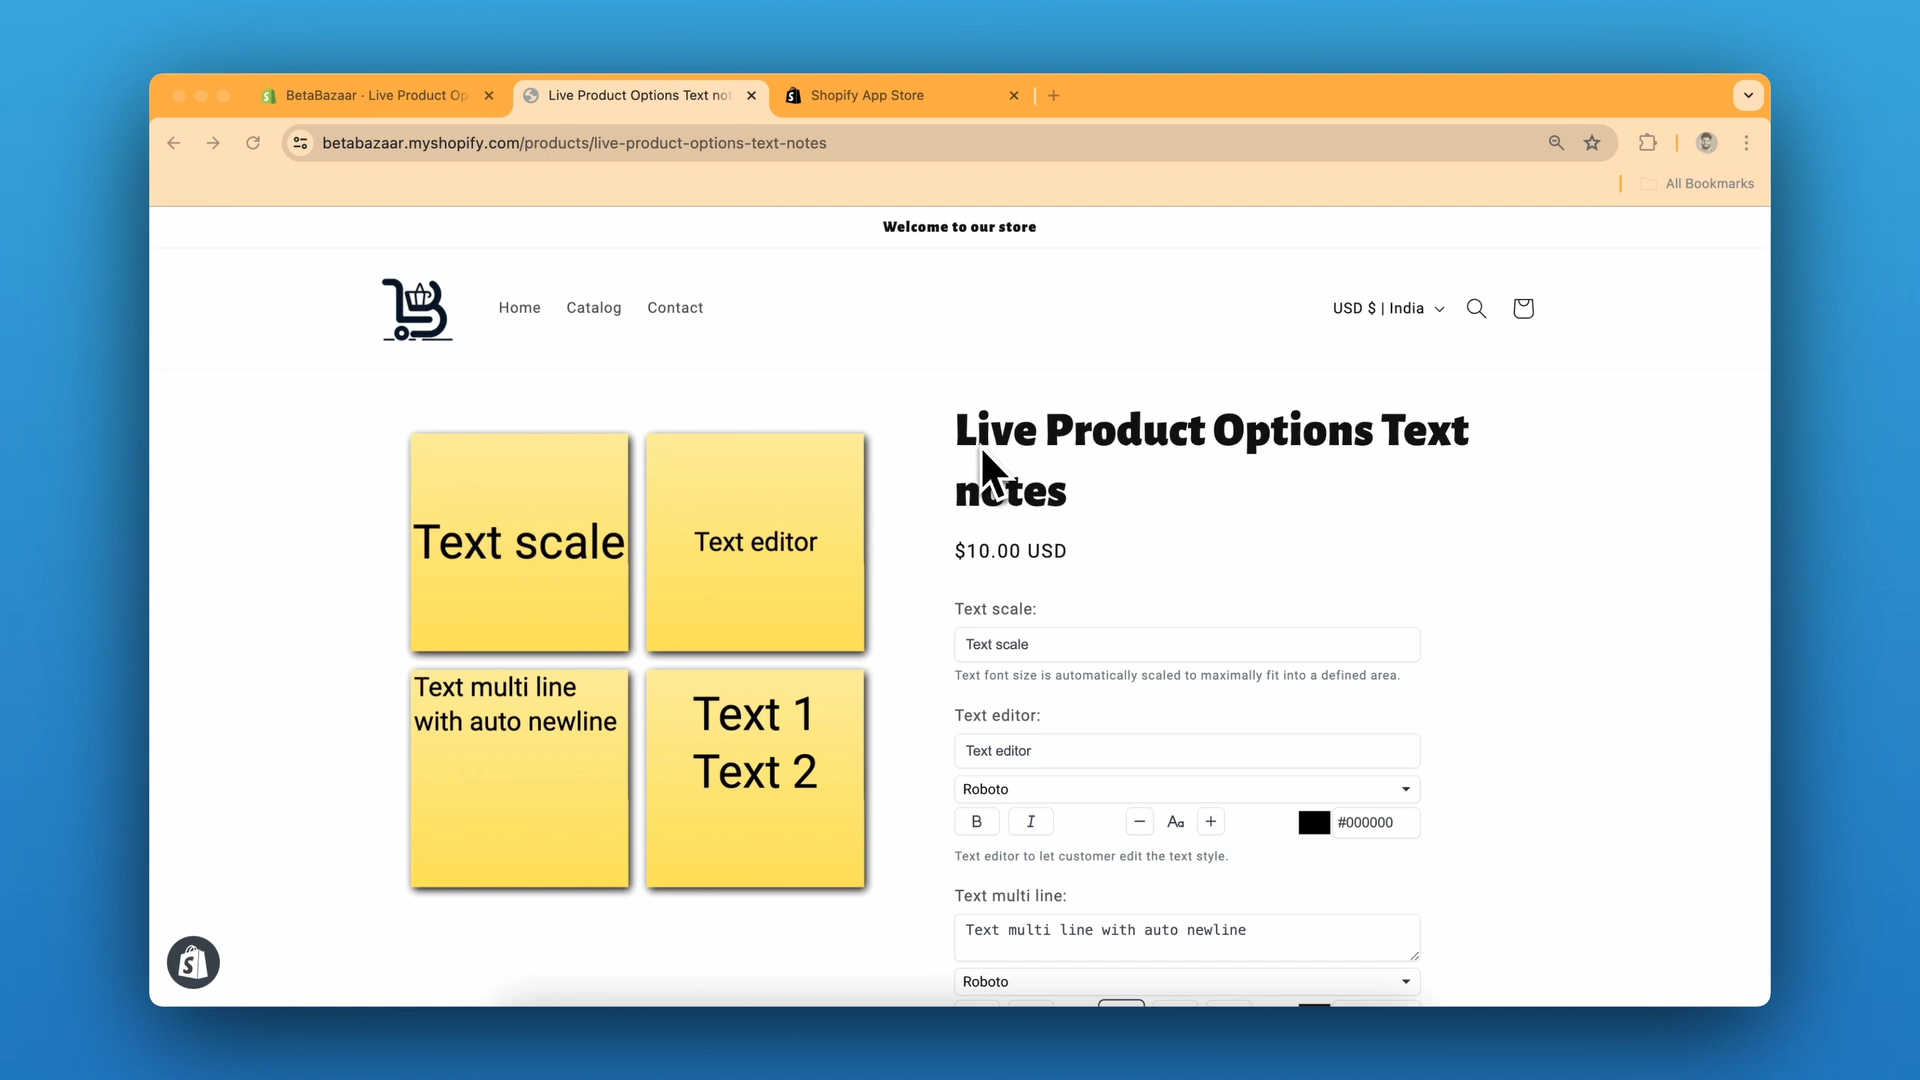 BetaBazaar · Live Product Op
Live Product Options Text not
Shopify App Store
betabazaar.myshopify.com/products/live-product-options-text-notes
All Bookmarks
Welcome to our store
Home
Catalog
Contact
USD $ | India
Live Product Options Text
notes
$10.00 USD
Text scale
Text editor
Text multi line
with auto newline
Text 1
Text 2
Text scale:
Text scale
Text font size is automatically scaled to maximally fit into a defined area.
Text editor:
Text editor
Roboto
B
I
Aa
#000000
Text editor to let customer edit the text style.
Text multi line:
Text multi line with auto newline
Roboto